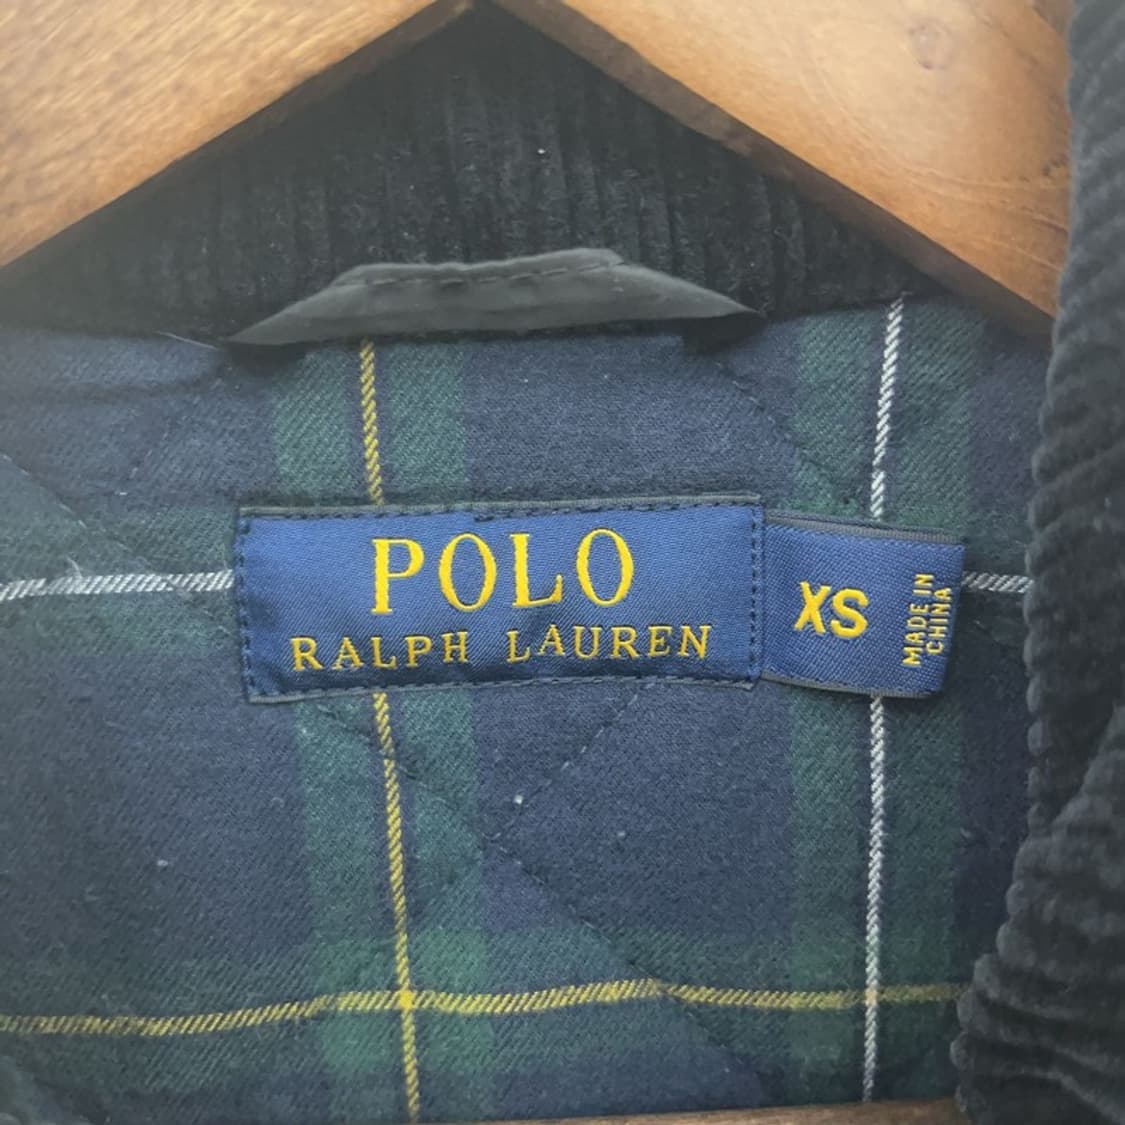 POLO
RALPH LAUREN
XS
MADE IN
CHINA